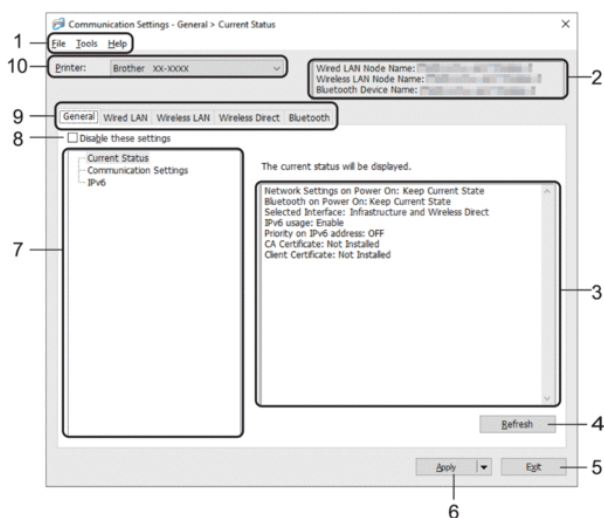 Communication Settings - General > Current Status
1
File Tools Help
10
Printer: Brother XX-XXXX
Wired LAN Node Name:
Wireless LAN Node Name:
Bluetooth Device Name:
2
9
General Wired LAN Wireless LAN Wireless Direct Bluetooth
8
Disable these settings
Current Status
Communication Settings
IPv6
7
The current status will be displayed.
Network Settings on Power On: Keep Current State
Bluetooth on Power On: Keep Current State
Selected Interface: Infrastructure and Wireless Direct
IPv6 usage: Enable
Priority on IPv6 address: OFF
CA Certificate: Not Installed
Client Certificate: Not Installed
3
Refresh
4
Apply
Exit
5
6